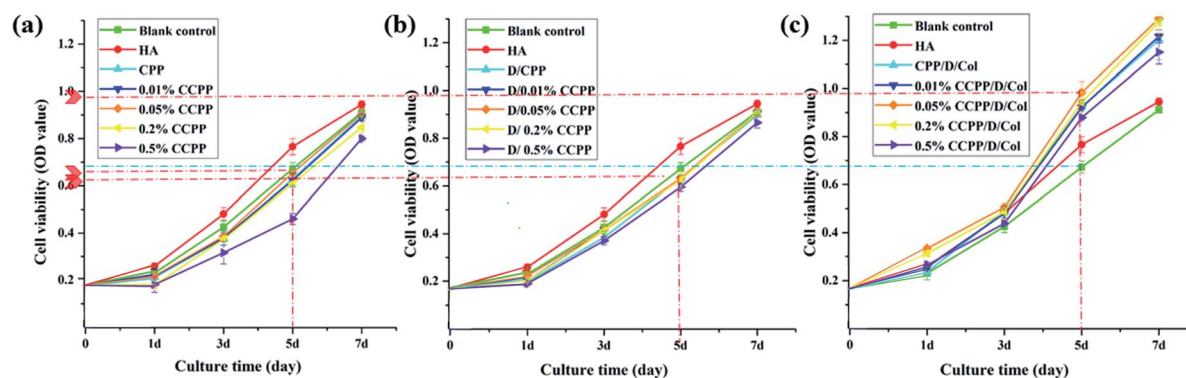 (a)
Cell viability (OD value)
1.2
1.0
0.8
0.6
0.4
0.2
Blank control
HA
CPP
0.01% CCPP
0.05% CCPP
0.2% CCPP
0.5% CCPP
0
1d
3d
5d
7d
Culture time (day)
(b)
Cell viability (OD value)
1.2
1.0
0.8
0.6
0.4
0.2
Blank control
HA
D/CPP
D/0.01% CCPP
D/0.05% CCPP
D/ 0.2% CCPP
D/ 0.5% CCPP
0
1d
3d
5d
7d
Culture time (day)
(c)
Cell viability (OD value)
1.2
1.0
0.8
0.6
0.4
0.2
Blank control
HA
CPP/D/Col
0.01% CCPP/D/Col
0.05% CCPP/D/Col
0.2% CCPP/D/Col
0.5% CCPP/D/Col
0
1d
3d
5d
7d
Culture time (day)